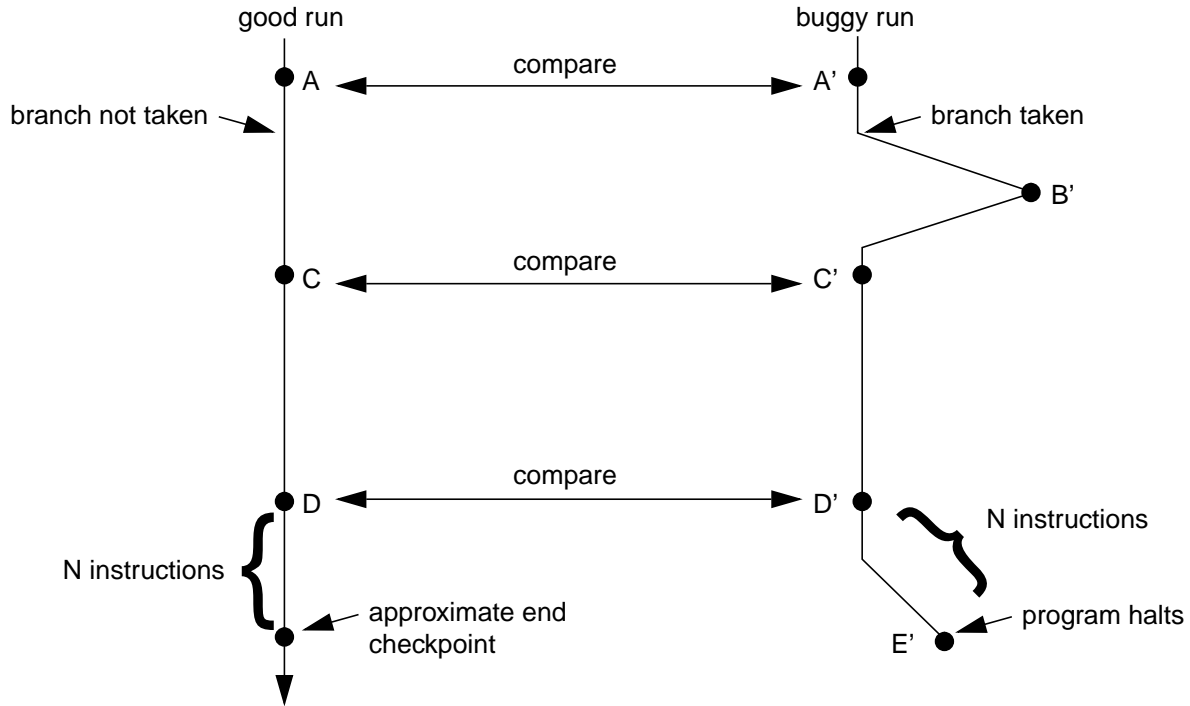 good run
buggy run
compare
A
A’
branch not taken
branch taken
B’
compare
C
C’
compare
D
D’
N instructions
N instructions
approximate end
checkpoint
program halts
E’